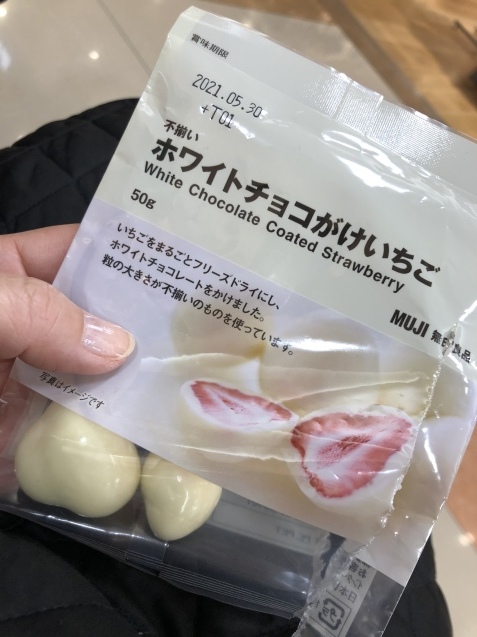 賞味期限
2021.05.30
+T01
不揃い
ホワイトチョコがけいちご
White Chocolate Coated Strawberry
50g
いちごをまるごとフリーズドライにし、
ホワイトチョコレートをかけました。
粒の大きさが不揃いのものを使っています。
MUJI 無印良品
写真はイメージです